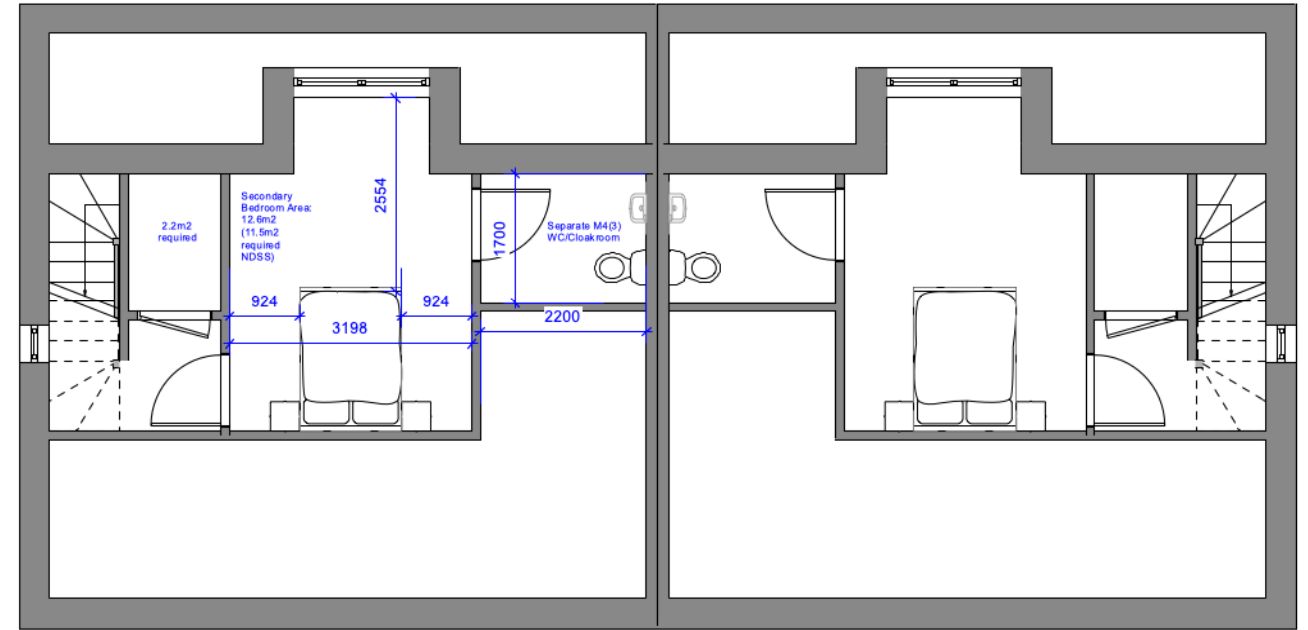 Secondary
Bedroom Area:
12.6m2
(11.5m2
required
NDSS)
2.2m2
required
2554
1700
Separate M4(3)
WC/Cloakroom
924
924
3198
2200